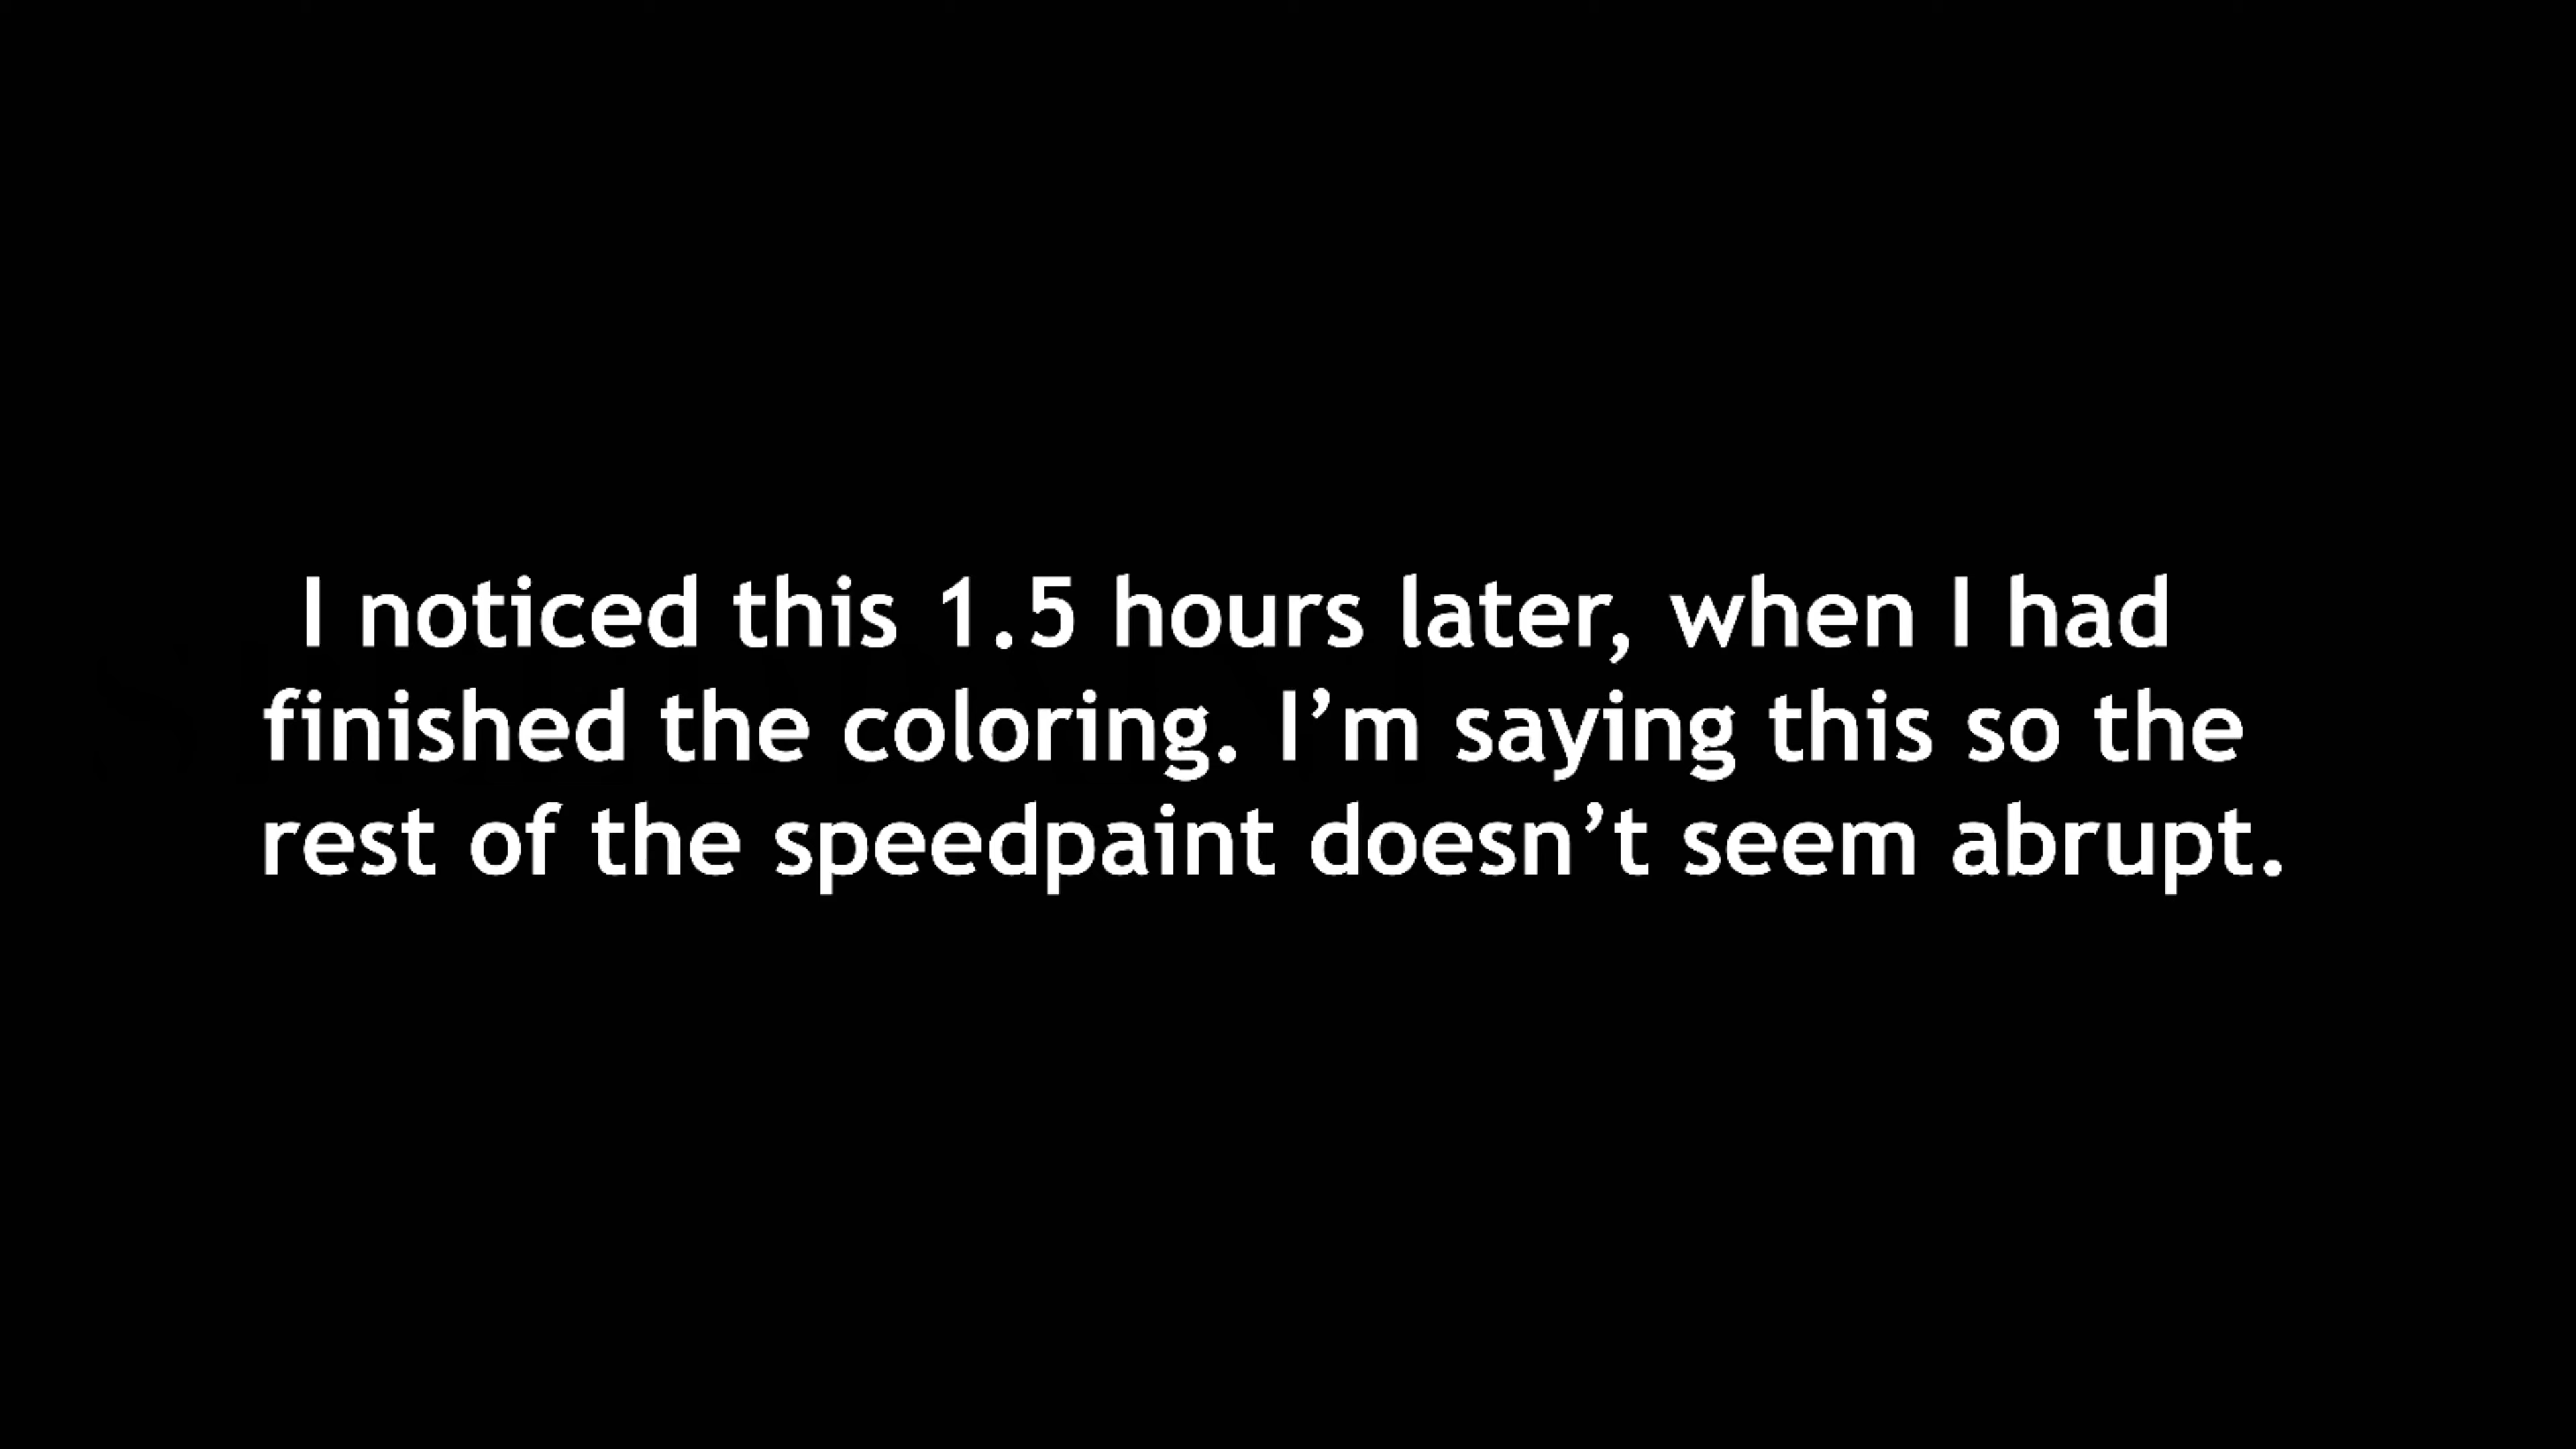 I noticed this 1.5 hours later, when I had
finished the coloring. I’m saying this so the
rest of the speedpaint doesn’t seem abrupt.